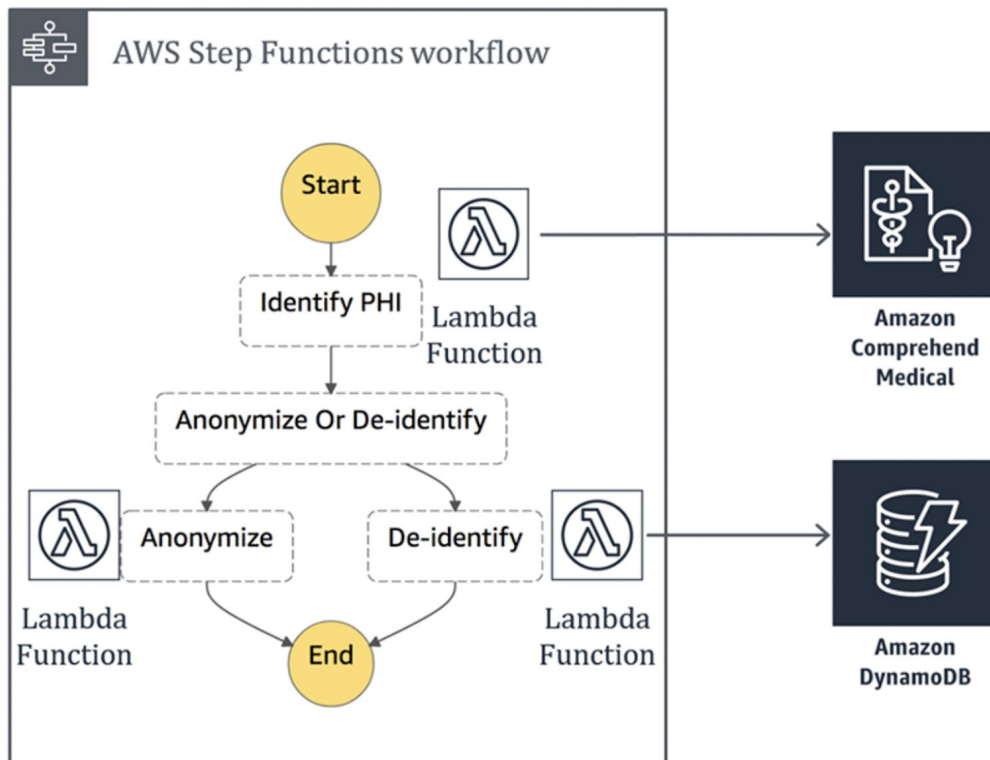 AWS Step Functions workflow
Start
Identify PHI
Lambda
Function
Amazon
Comprehend
Medical
Anonymize Or De-identify
Anonymize
De-identify
Lambda
Function
End
Lambda
Function
Amazon
DynamoDB